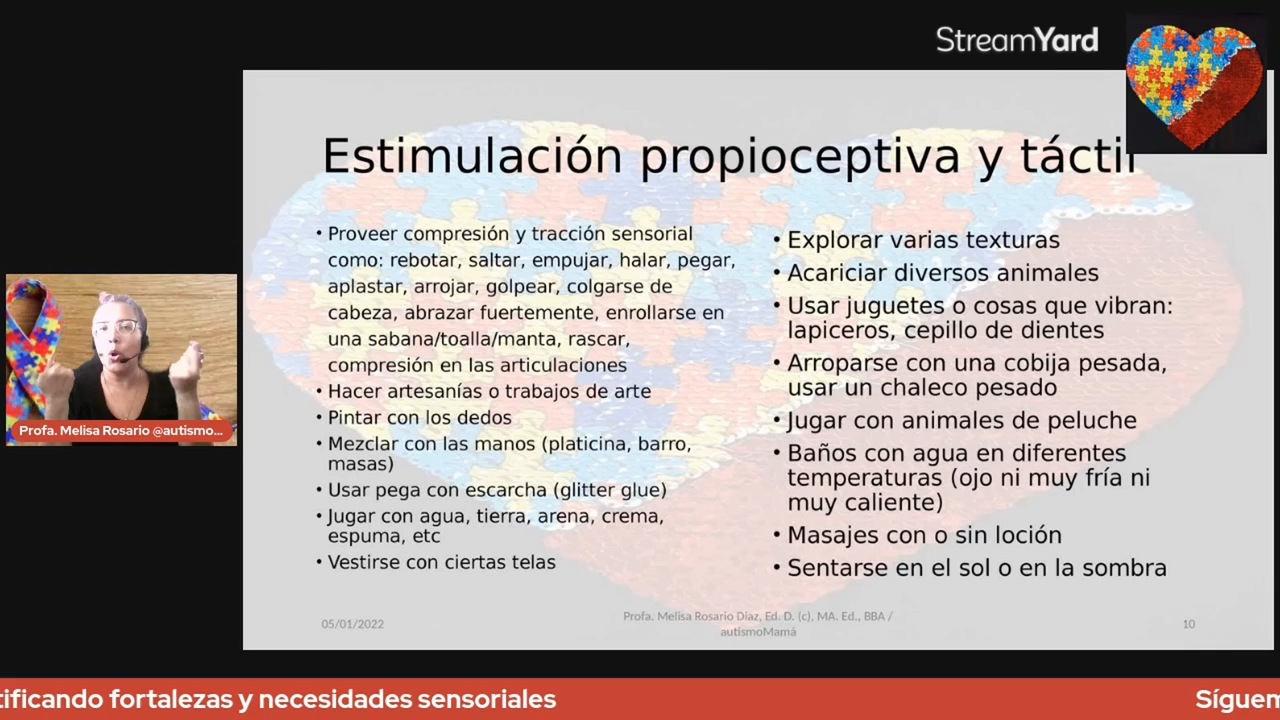 StreamYard
Estimulación propioceptiva y táctil
• Proveer compresión y tracción sensorial
como: rebotar, saltar, empujar, halar, pegar,
aplastar, arrojar, golpear, colgarse de
cabeza, abrazar fuertemente, enrollarse en
una sabana/toalla/manta, rascar,
compresión en las articulaciones
• Hacer artesanías o trabajos de arte
• Pintar con los dedos
• Mezclar con las manos (platicina, barro,
masas)
• Usar pega con escarcha (glitter glue)
• Jugar con agua, tierra, arena, crema,
espuma, etc
• Vestirse con ciertas telas
• Explorar varias texturas
• Acariciar diversos animales
• Usar juguetes o cosas que vibran:
lapiceros, cepillo de dientes
• Arroparse con una cobija pesada,
usar un chaleco pesado
• Jugar con animales de peluche
• Baños con agua en diferentes
temperaturas (ojo ni muy fría ni
muy caliente)
• Masajes con o sin loción
• Sentarse en el sol o en la sombra
Profa. Melisa Rosario @autismo...
05/01/2022
Profa. Melisa Rosario Diaz, Ed. D. (c), MA. Ed., BBA /
autismoMamá
10
tificando fortalezas y necesidades sensoriales
Síguem